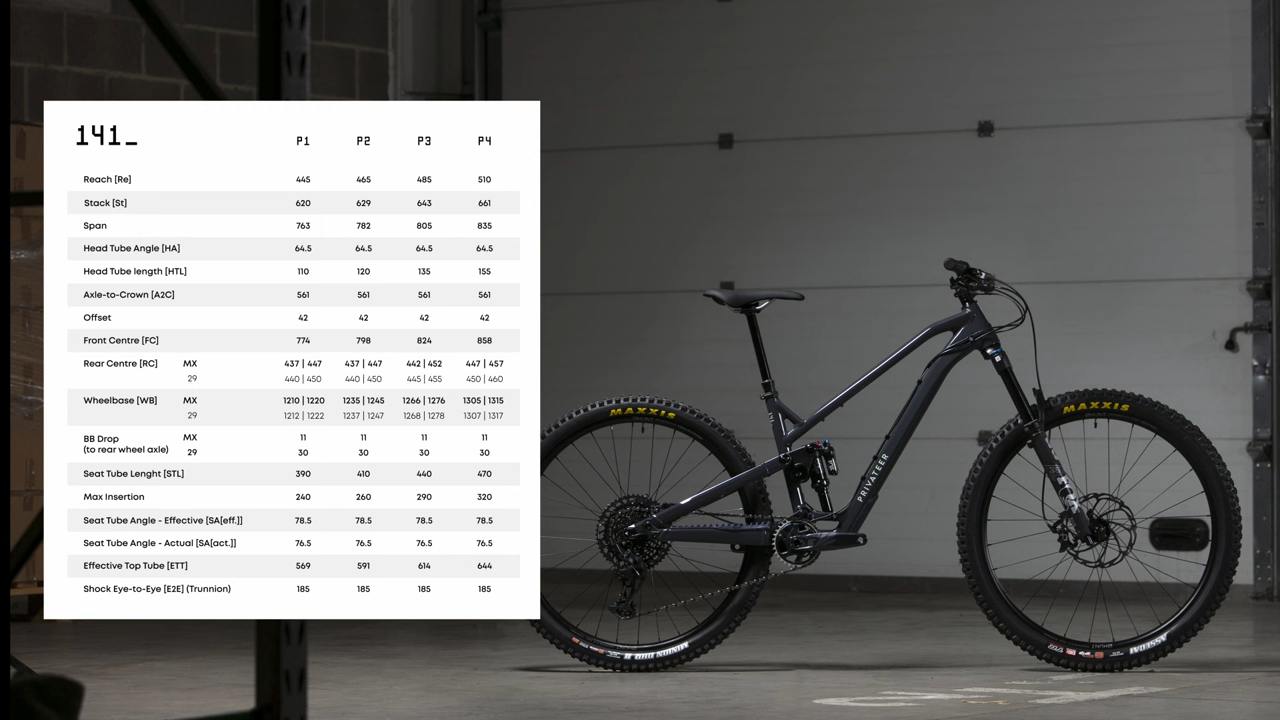 141_ P1 P2 P3 P4
Reach [Re] 445 465 485 510
Stack [St] 620 629 643 661
Span 763 782 805 835
Head Tube Angle [HA] 64.5 64.5 64.5 64.5
Head Tube length [HTL] 110 120 135 155
Axle-to-Crown [A2C] 561 561 561 561
Offset 42 42 42 42
Front Centre [FC] 774 798 824 858
Rear Centre [RC] MX 437 | 447 437 | 447 442 | 452 447 | 457
29 440 | 450 440 | 450 445 | 455 450 | 460
Wheelbase [WB] MX 1210 | 1220 1235 | 1245 1266 | 1276 1305 | 1315
29 1212 | 1222 1237 | 1247 1268 | 1278 1307 | 1317
BB Drop MX 11 11 11 11
(to rear wheel axle) 29 30 30 30 30
Seat Tube Lenght [STL] 390 410 440 470
Max Insertion 240 260 290 320
Seat Tube Angle - Effective [SA[eff.]] 78.5 78.5 78.5 78.5
Seat Tube Angle - Actual [SA[act.]] 76.5 76.5 76.5 76.5
Effective Top Tube [ETT] 569 591 614 644
Shock Eye-to-Eye [E2E] (Trunnion) 185 185 185 185
MAXXIS
MAXXIS
PRIVATEER
MINION DHR II
ASSEGAI